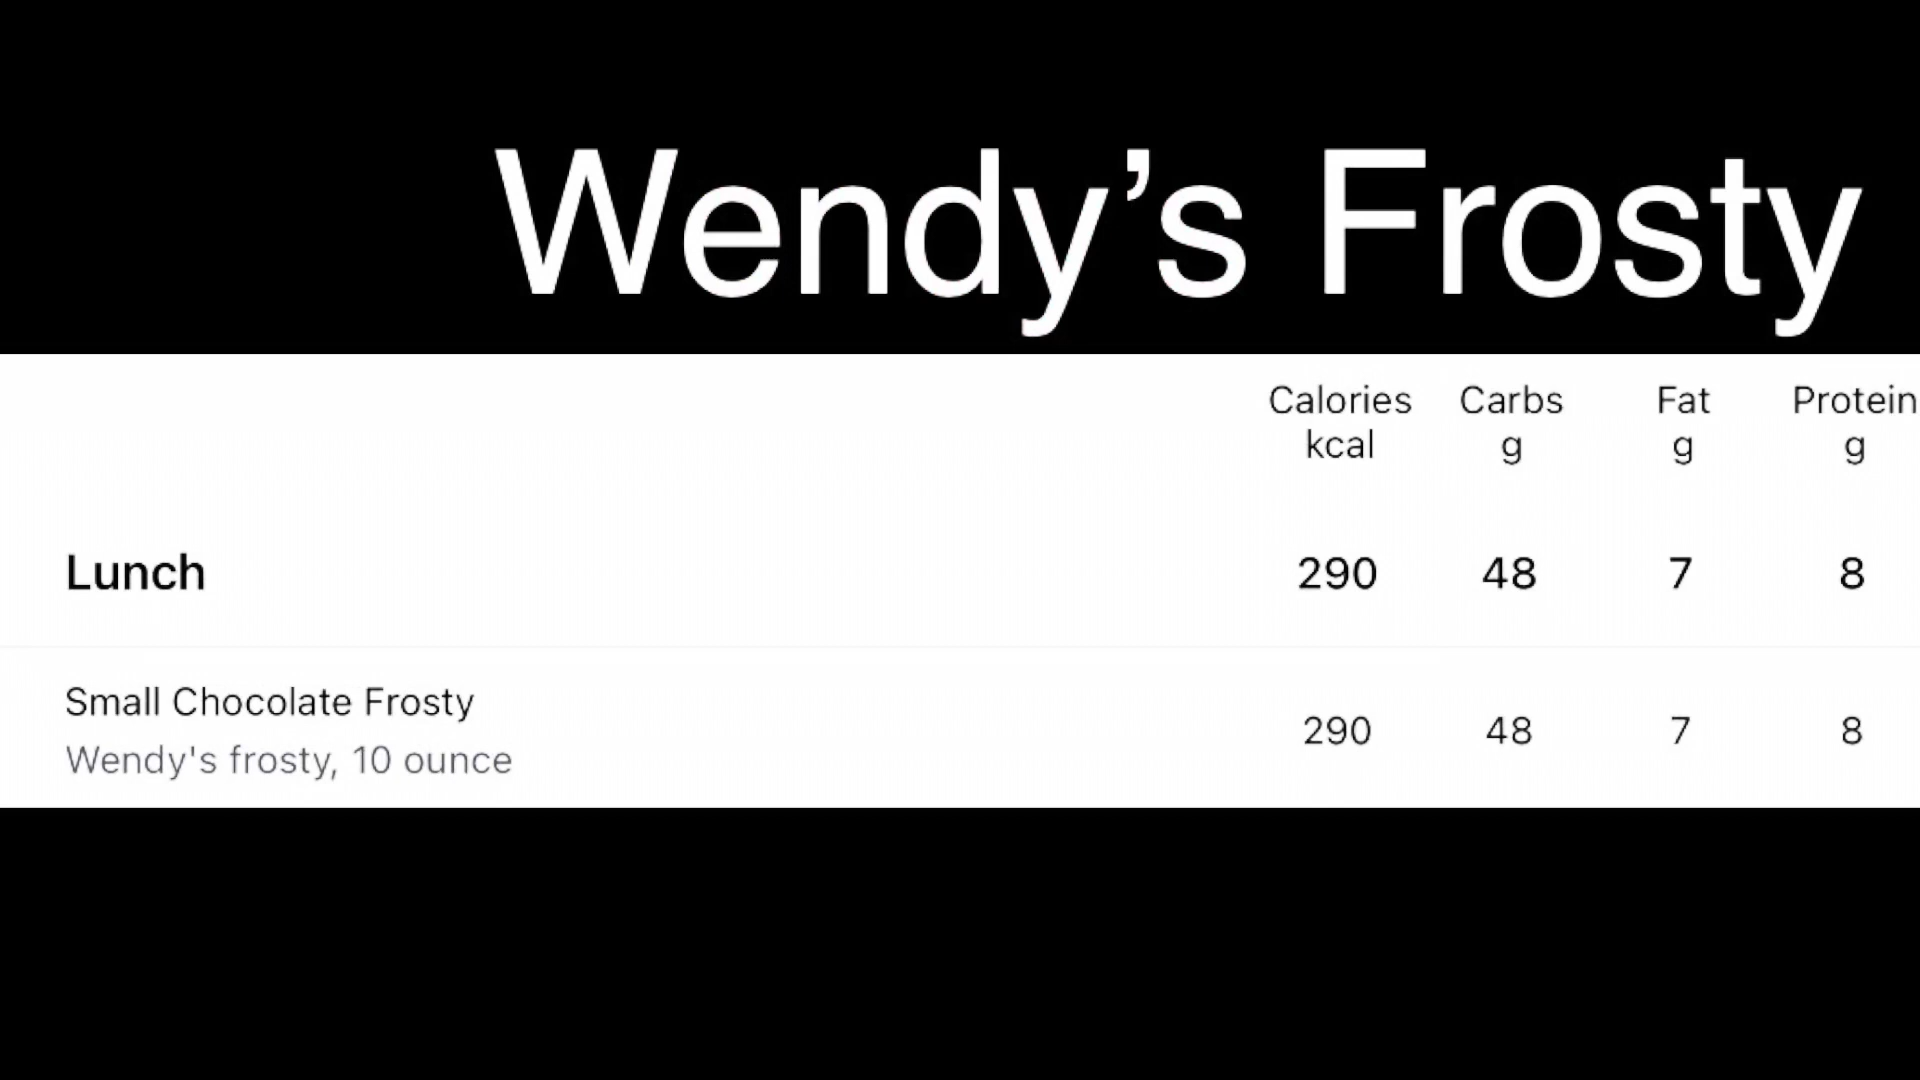 Wendy’s Frosty
Calories Carbs Fat Protein
kcal g g g
Lunch 290 48 7 8
Small Chocolate Frosty
Wendy's frosty, 10 ounce 290 48 7 8